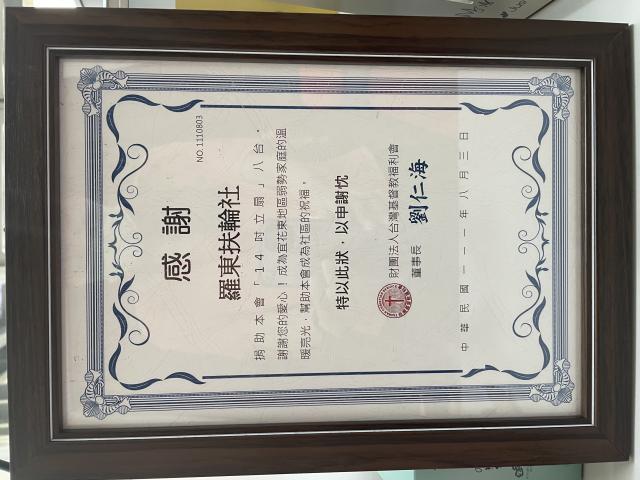 感謝
NO.1110803
羅東扶輪社
捐助本會「14吋立扇」八台，
謝謝您的愛心！成為宜花東地區弱勢家庭的溫
暖亮光，幫助本會成為社區的祝福，
特以此狀，以申謝忱
財團法人台灣基督教福利會
董事長 劉仁海
中華民國一一一年八月三日